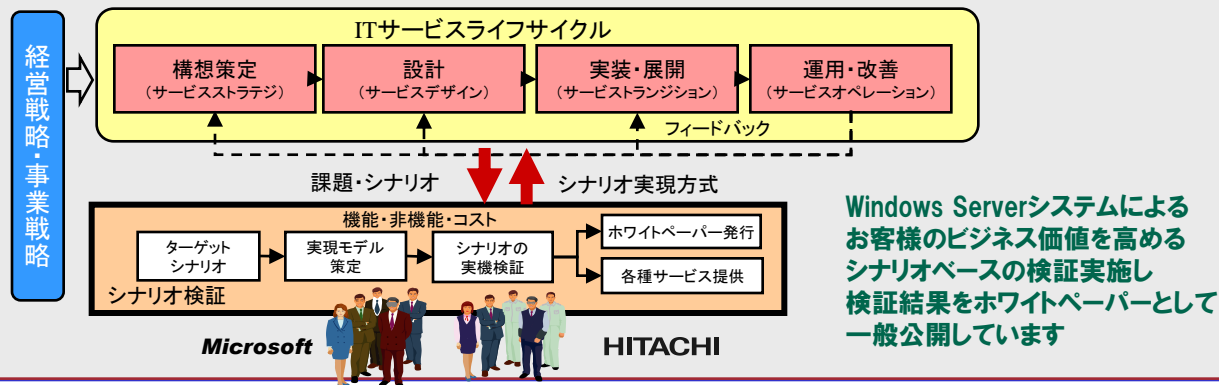 経営戦略・事業戦略
ITサービスライフサイクル
構想策定
（サービスストラテジ）
設計
（サービスデザイン）
実装・展開
（サービストランジション）
運用・改善
（サービスオペレーション）
フィードバック
課題・シナリオ
シナリオ実現方式
機能・非機能・コスト
ターゲット
シナリオ
実現モデル
策定
シナリオの
実機検証
ホワイトペーパー発行
各種サービス提供
シナリオ検証
Microsoft
HITACHI
Windows Serverシステムによる
お客様のビジネス価値を高める
シナリオベースの検証実施し
検証結果をホワイトペーパーとして
一般公開しています